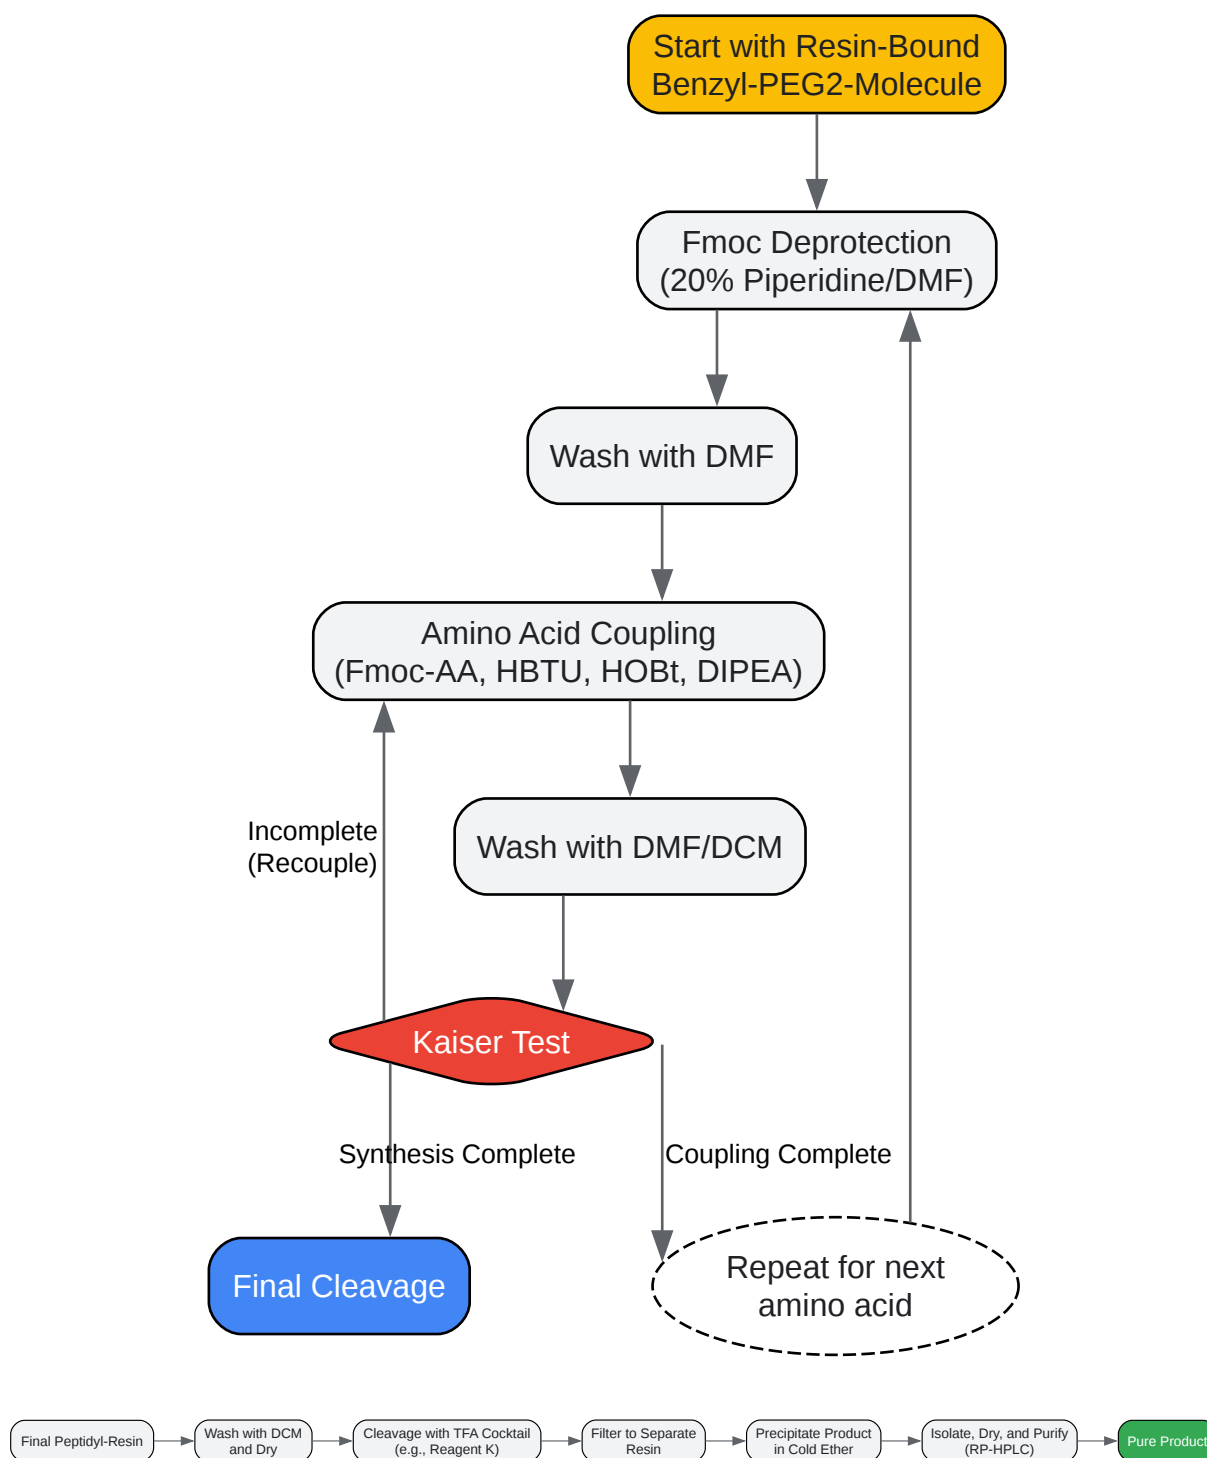 Start with Resin-Bound
Benzyl-PEG2-Molecule
Fmoc Deprotection
(20% Piperidine/DMF)
Wash with DMF
Amino Acid Coupling
(Fmoc-AA, HBTU, HOBt, DIPEA)
Incomplete
(Recouple)
Wash with DMF/DCM
Kaiser Test
Synthesis Complete
Coupling Complete
Final Cleavage
Repeat for next
amino acid
Final Peptidyl-Resin
Wash with DCM
and Dry
Cleavage with TFA Cocktail
(e.g., Reagent K)
Filter to Separate
Resin
Precipitate Product
in Cold Ether
Isolate, Dry, and Purify
(RP-HPLC)
Pure Product